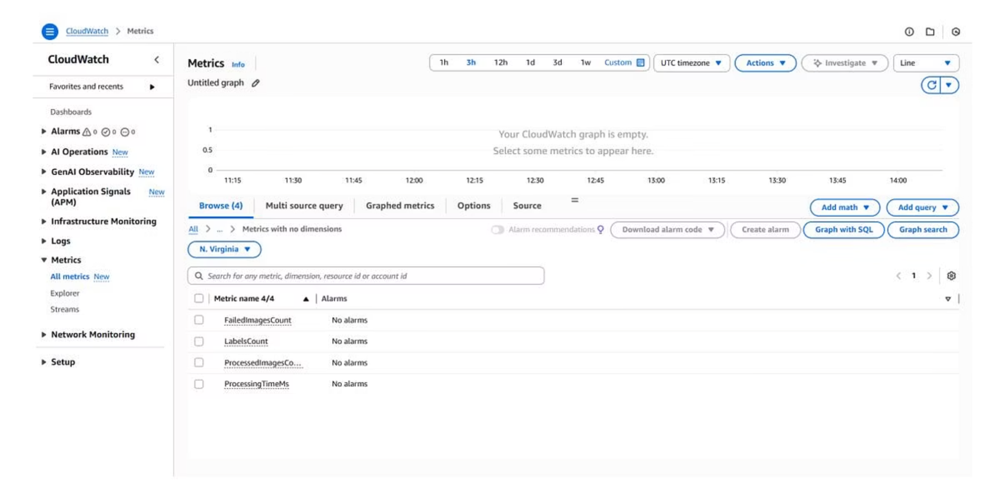 CloudWatch > Metrics
CloudWatch
Favorites and recents
Dashboards
Alarms 0 0 0
AI Operations New
GenAI Observability New
Application Signals New
(APM)
Infrastructure Monitoring
Logs
Metrics
All metrics New
Explorer
Streams
Network Monitoring
Setup
Metrics Info
1h 3h 12h 1d 3d 1w Custom UTC timezone Actions Investigate Line
Untitled graph
1
0.5
0
Your CloudWatch graph is empty.
Select some metrics to appear here.
11:15 11:30 11:45 12:00 12:15 12:30 12:45 13:00 13:15 13:30 13:45 14:00
Browse (4) Multi source query Graphed metrics Options Source Add math Add query
All > ... > Metrics with no dimensions Alarm recommendations Download alarm code Create alarm Graph with SQL Graph search
N. Virginia
Search for any metric, dimension, resource id or account id
1
Metric name 4/4 Alarms
FailedImagesCount No alarms
LabelsCount No alarms
ProcessedImagesCo... No alarms
ProcessingTimeMs No alarms